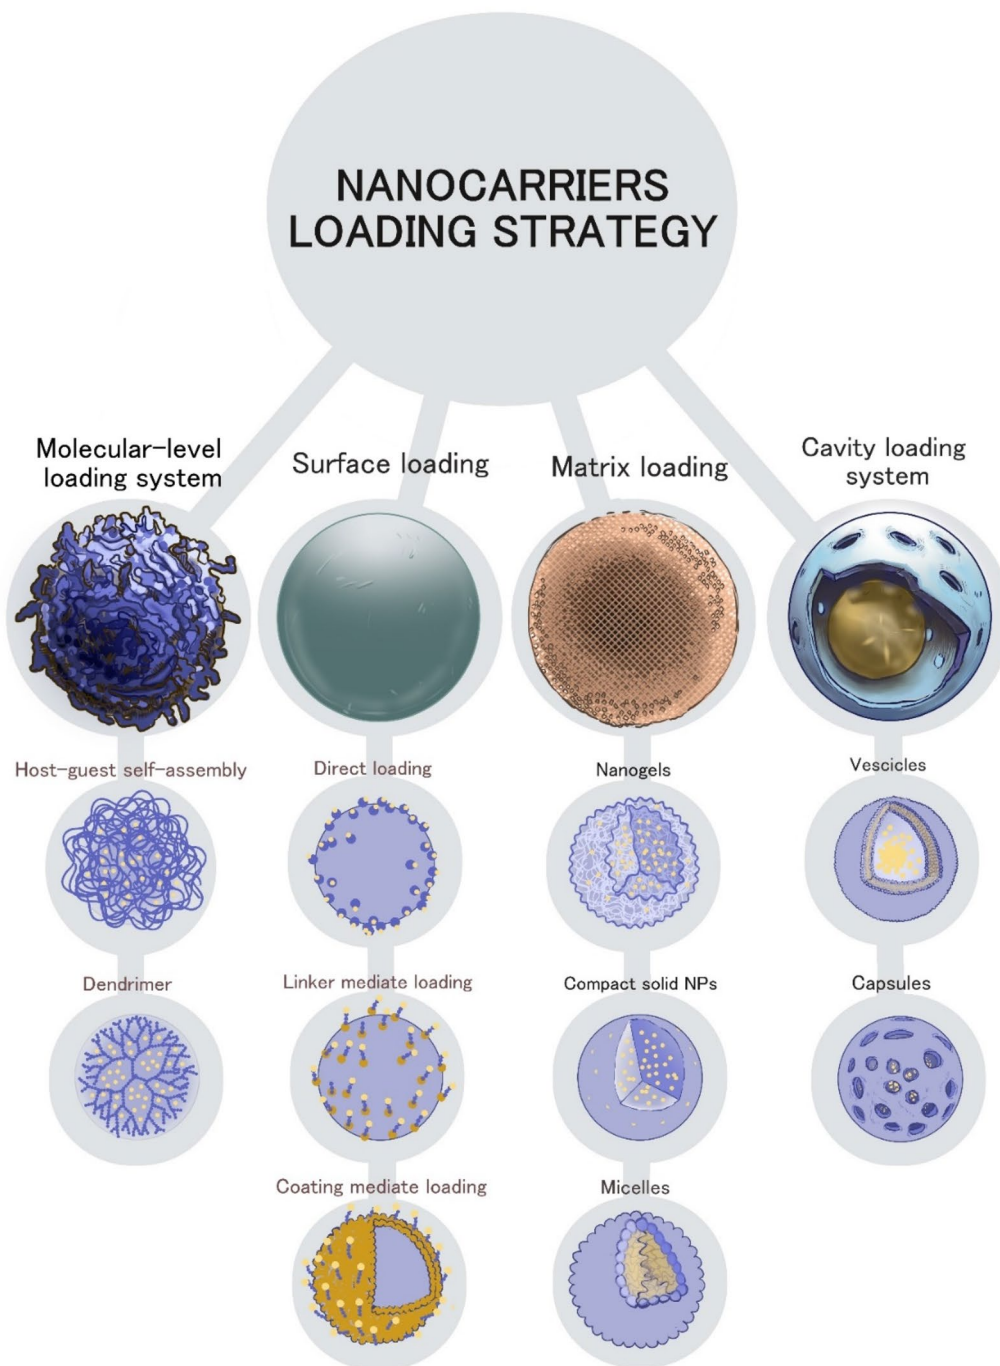 NANOCARRIERS
LOADING STRATEGY
Molecular-level
loading system
Surface loading
Matrix loading
Cavity loading
system
Host-guest self-assembly
Direct loading
Nanogels
Vescicles
Dendrimer
Linker mediate loading
Compact solid NPs
Capsules
Coating mediate loading
Micelles